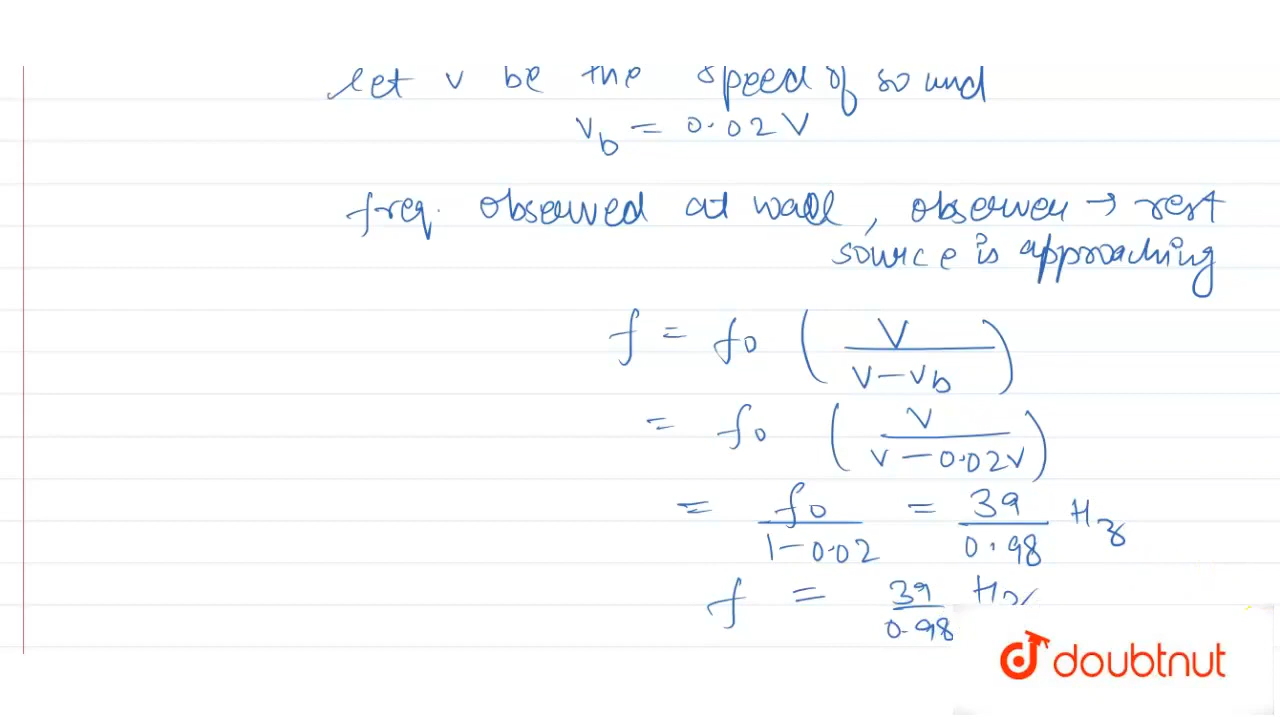 let v be the speed of sound
v_b = 0.02 V
freq. observed at wall, observer → rest
source is approaching
f = f₀ ( V / (V − v_b) )
= f₀ ( V / (V − 0.02V) )
= f₀ / (1 − 0.02) = 39 / 0.98 Hz
f = 39 / 0.98 Hz
doubtnut